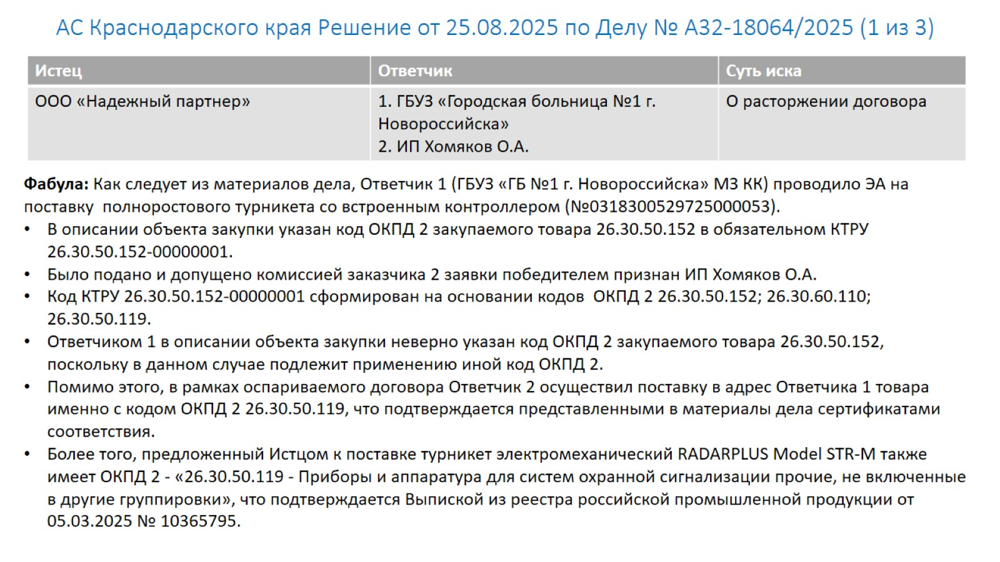 АС Краснодарского края Решение от 25.08.2025 по Делу № А32-18064/2025 (1 из 3)
Истец
Ответчик
Суть иска
ООО «Надежный партнер»
1. ГБУЗ «Городская больница №1 г.
Новороссийска»
2. ИП Хомяков О.А.
О расторжении договора
Фабула: Как следует из материалов дела, Ответчик 1 (ГБУЗ «ГБ №1 г. Новороссийска» МЗ КК) проводило ЭА на
поставку полноростового турникета со встроенным контроллером (№0318300529725000053).
• В описании объекта закупки указан код ОКПД 2 закупаемого товара 26.30.50.152 в обязательном КТРУ
26.30.50.152-00000001.
• Было подано и допущено комиссией заказчика 2 заявки победителем признан ИП Хомяков О.А.
• Код КТРУ 26.30.50.152-00000001 сформирован на основании кодов ОКПД 2 26.30.50.152; 26.30.60.110;
26.30.50.119.
• Ответчиком 1 в описании объекта закупки неверно указан код ОКПД 2 закупаемого товара 26.30.50.152,
поскольку в данном случае подлежит применению иной код ОКПД 2.
• Помимо этого, в рамках оспариваемого договора Ответчик 2 осуществил поставку в адрес Ответчика 1 товара
именно с кодом ОКПД 2 26.30.50.119, что подтверждается представленными в материалы дела сертификатами
соответствия.
• Более того, предложенный Истцом к поставке турникет электромеханический RADARPLUS Model STR-M также
имеет ОКПД 2 - «26.30.50.119 - Приборы и аппаратура для систем охранной сигнализации прочие, не включенные
в другие группировки», что подтверждается Выпиской из реестра российской промышленной продукции от
05.03.2025 № 10365795.